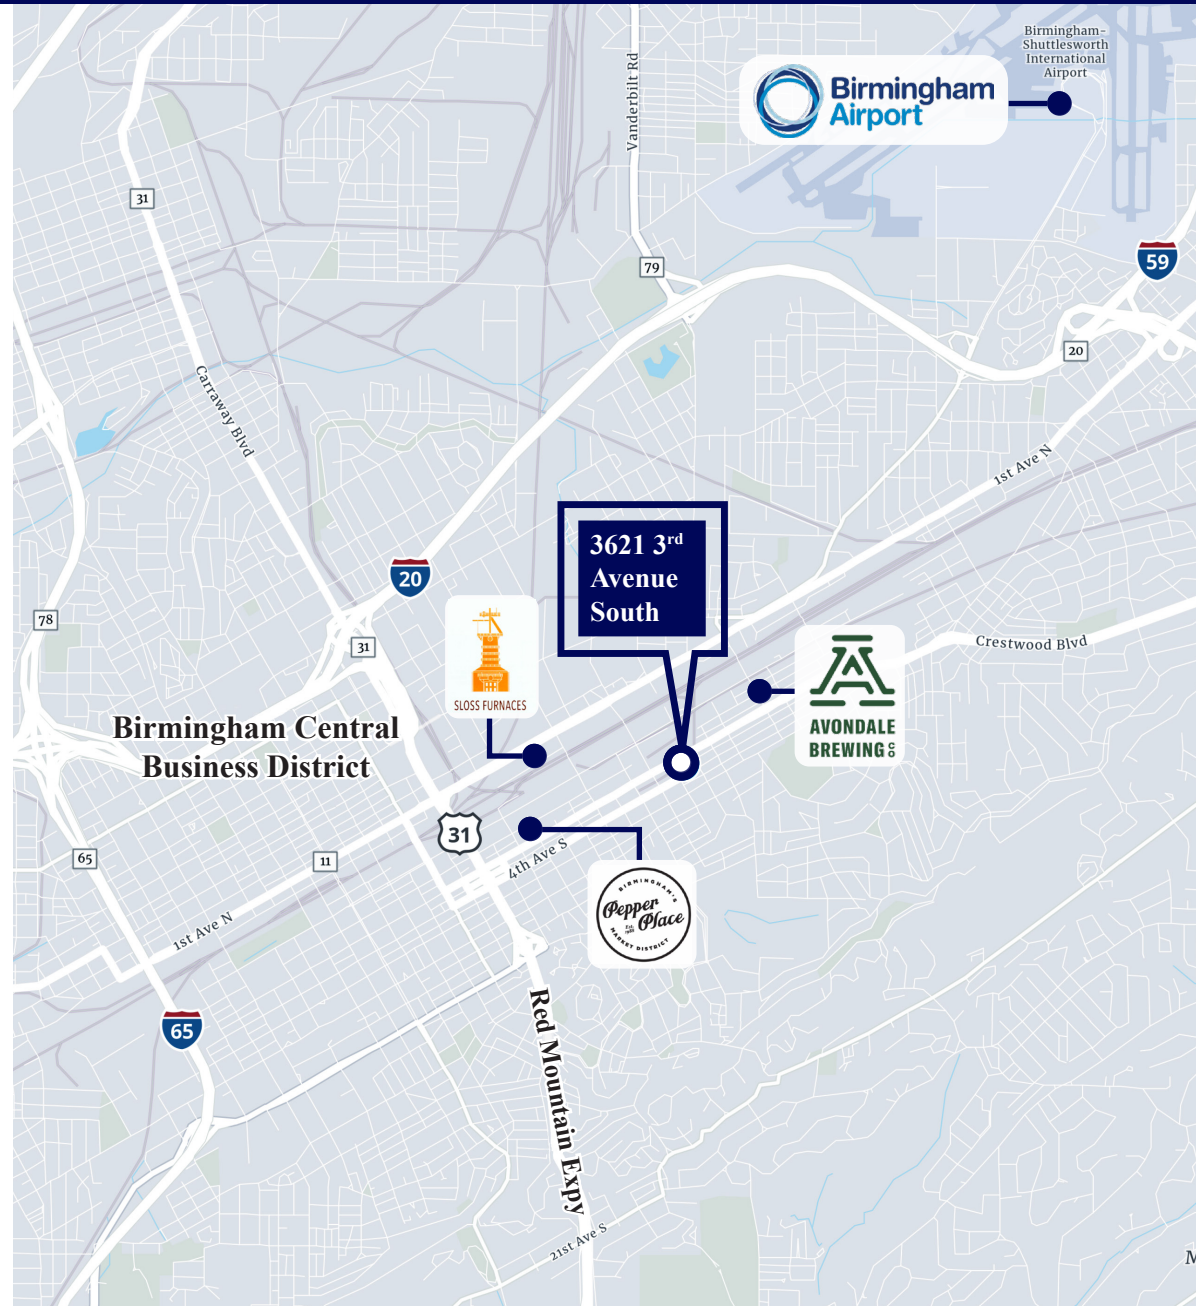 Birmingham-
Shuttlesworth
International
Airport
Birmingham
Airport
Vanderbilt Rd
31
59
79
20
Carraway Blvd
1st Ave N
3621 3rd
Avenue
South
20
78
31
SLOSS FURNACES
Crestwood Blvd
AVONDALE
BREWING CO
Birmingham Central
Business District
31
65
11
4th Ave S
BIRMINGHAM'S
Pepper
Place
Est.
1988
MARKET DISTRICT
1st Ave N
65
Red Mountain Expy
21st Ave S
M